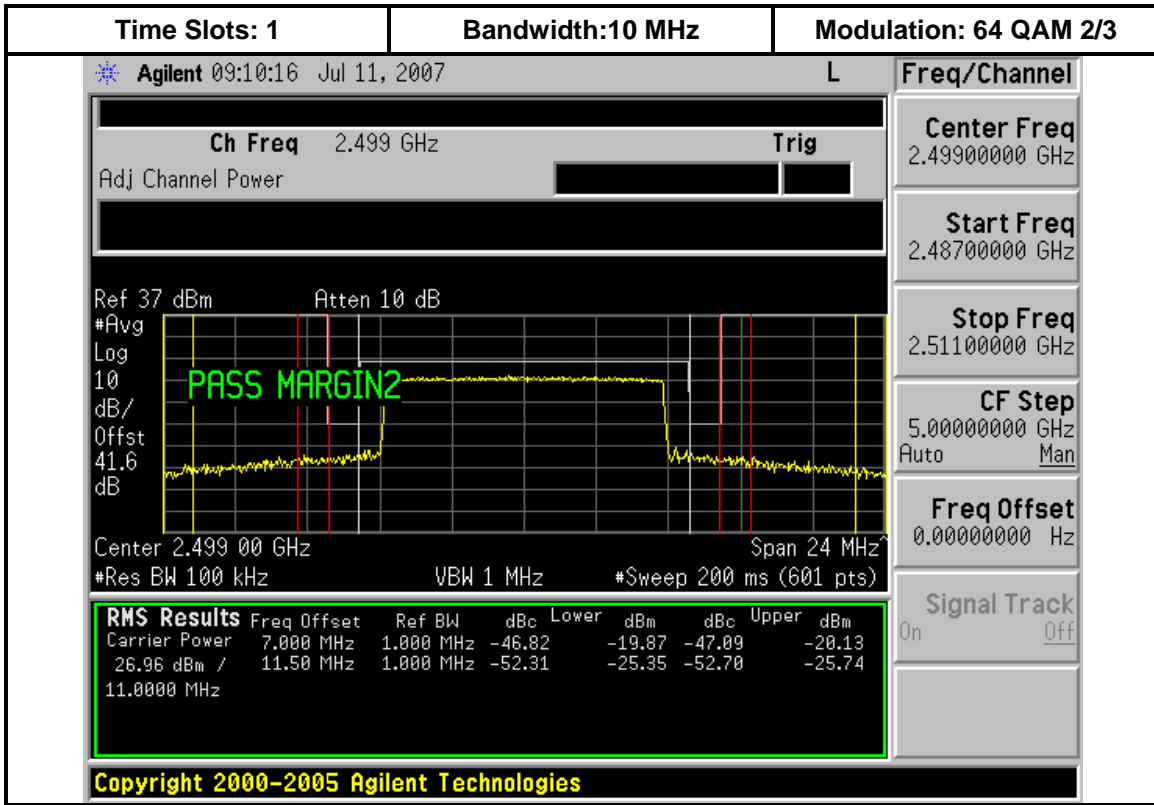 Time Slots: 1 Bandwidth:10 MHz Modulation: 64 QAM 2/3
Agilent 09:10:16 Jul 11, 2007 L Freq/Channel
Ch Freq 2.499 GHz Trig
Adj Channel Power
Center Freq
2.49900000 GHz
Start Freq
2.48700000 GHz
Stop Freq
2.51100000 GHz
CF Step
5.00000000 GHz
Auto Man
Freq Offset
0.00000000 Hz
Signal Track
On Off
Ref 37 dBm Atten 10 dB
#Avg
Log
10
dB/
Offst
41.6
dB
PASS MARGIN2
Center 2.499 00 GHz Span 24 MHz^
#Res BW 100 kHz VBW 1 MHz #Sweep 200 ms (601 pts)
RMS Results Freq Offset Ref BW dBc Lower dBm dBc Upper dBm
Carrier Power 7.000 MHz 1.000 MHz -46.82 -19.87 -47.09 -20.13
26.96 dBm / 11.50 MHz 1.000 MHz -52.31 -25.35 -52.70 -25.74
11.0000 MHz
Copyright 2000-2005 Agilent Technologies